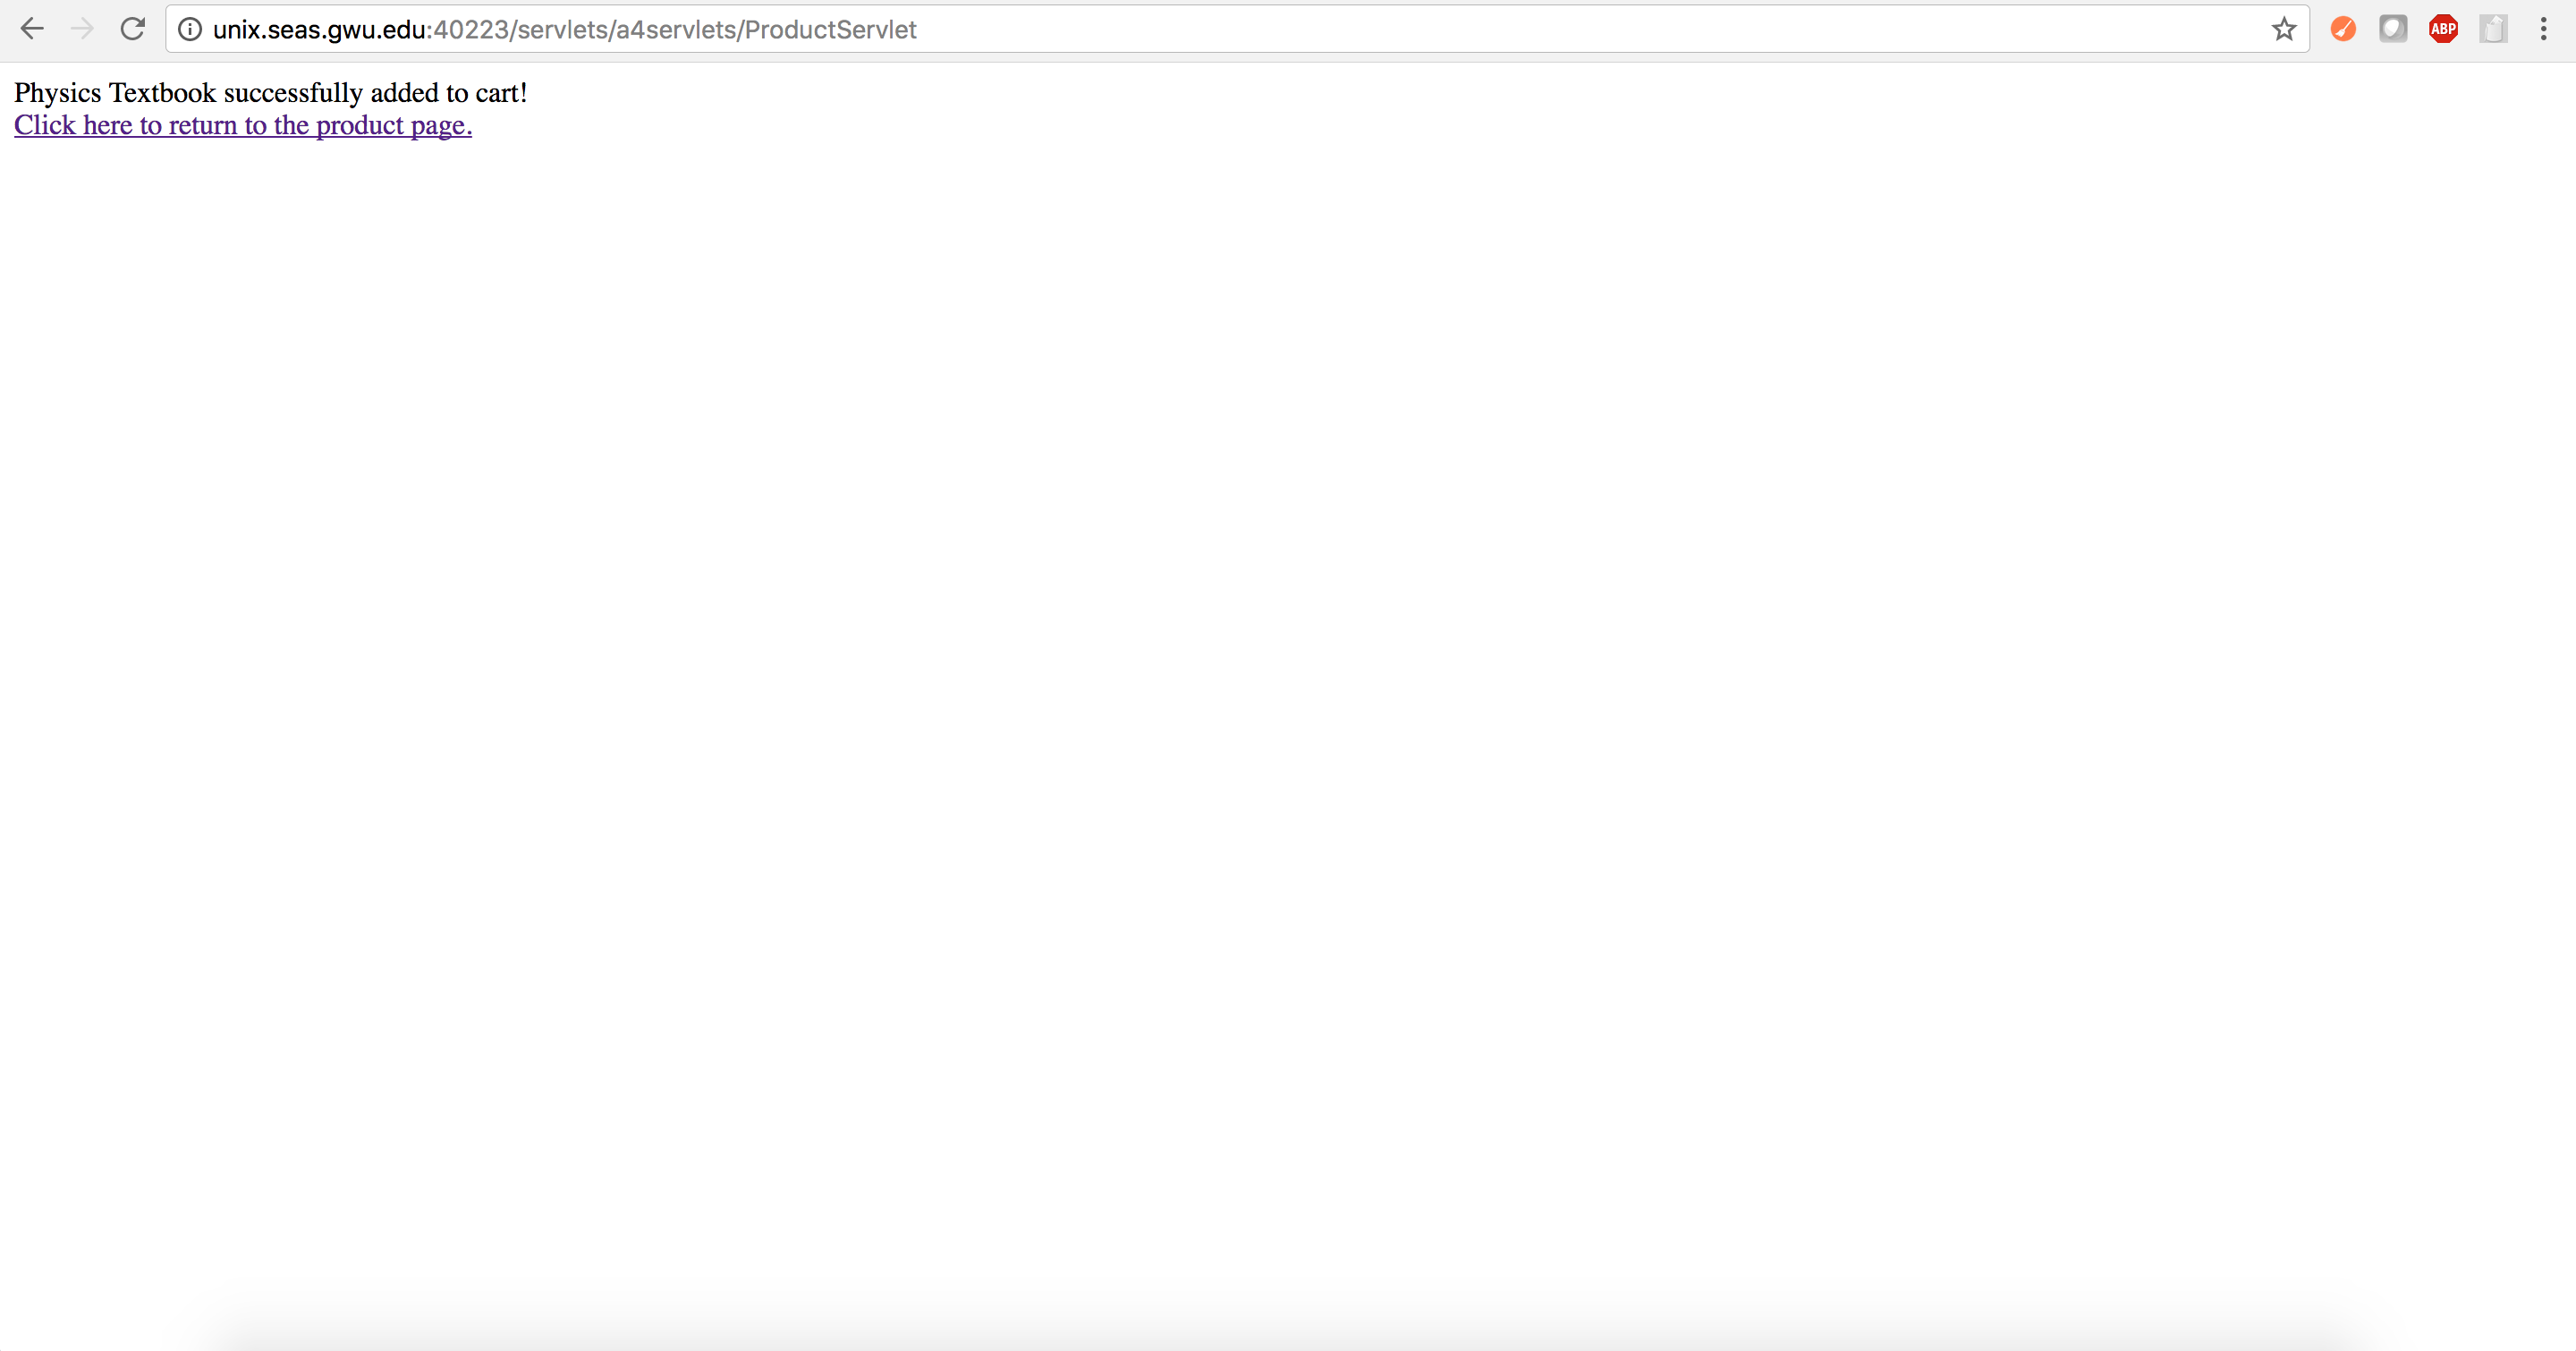 unix.seas.gwu.edu:40223/servlets/a4servlets/ProductServlet
ABP
Physics Textbook successfully added to cart!
Click here to return to the product page.